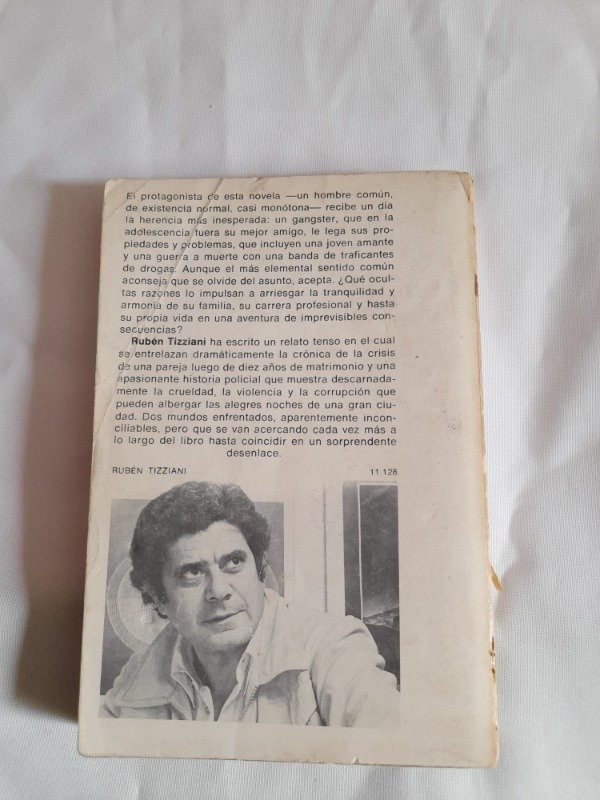 El protagonista de esta novela —un hombre común,
de existencia normal, casi monótona— recibe un día
la herencia más inesperada: un gangster, que en la
adolescencia fuera su mejor amigo, le lega sus pro-
piedades y problemas, que incluyen una joven amante
y una guerra a muerte con una banda de traficantes
de drogas. Aunque el más elemental sentido común
aconseja que se olvide del asunto, acepta. ¿Qué ocul-
tas razones lo impulsan a arriesgar la tranquilidad y
armonía de su familia, su carrera profesional y hasta
su propia vida en una aventura de imprevisibles con-
secuencias?
Rubén Tizziani ha escrito un relato tenso en el cual
se entrelazan dramáticamente la crónica de la crisis
de una pareja luego de diez años de matrimonio y una
apasionante historia policial que muestra descarnada-
mente la crueldad, la violencia y la corrupción que
pueden albergar las alegres noches de una gran ciu-
dad. Dos mundos enfrentados, aparentemente incon-
ciliables, pero que se van acercando cada vez más a
lo largo del libro hasta coincidir en un sorprendente
desenlace.
RUBÉN TIZZIANI 11.128